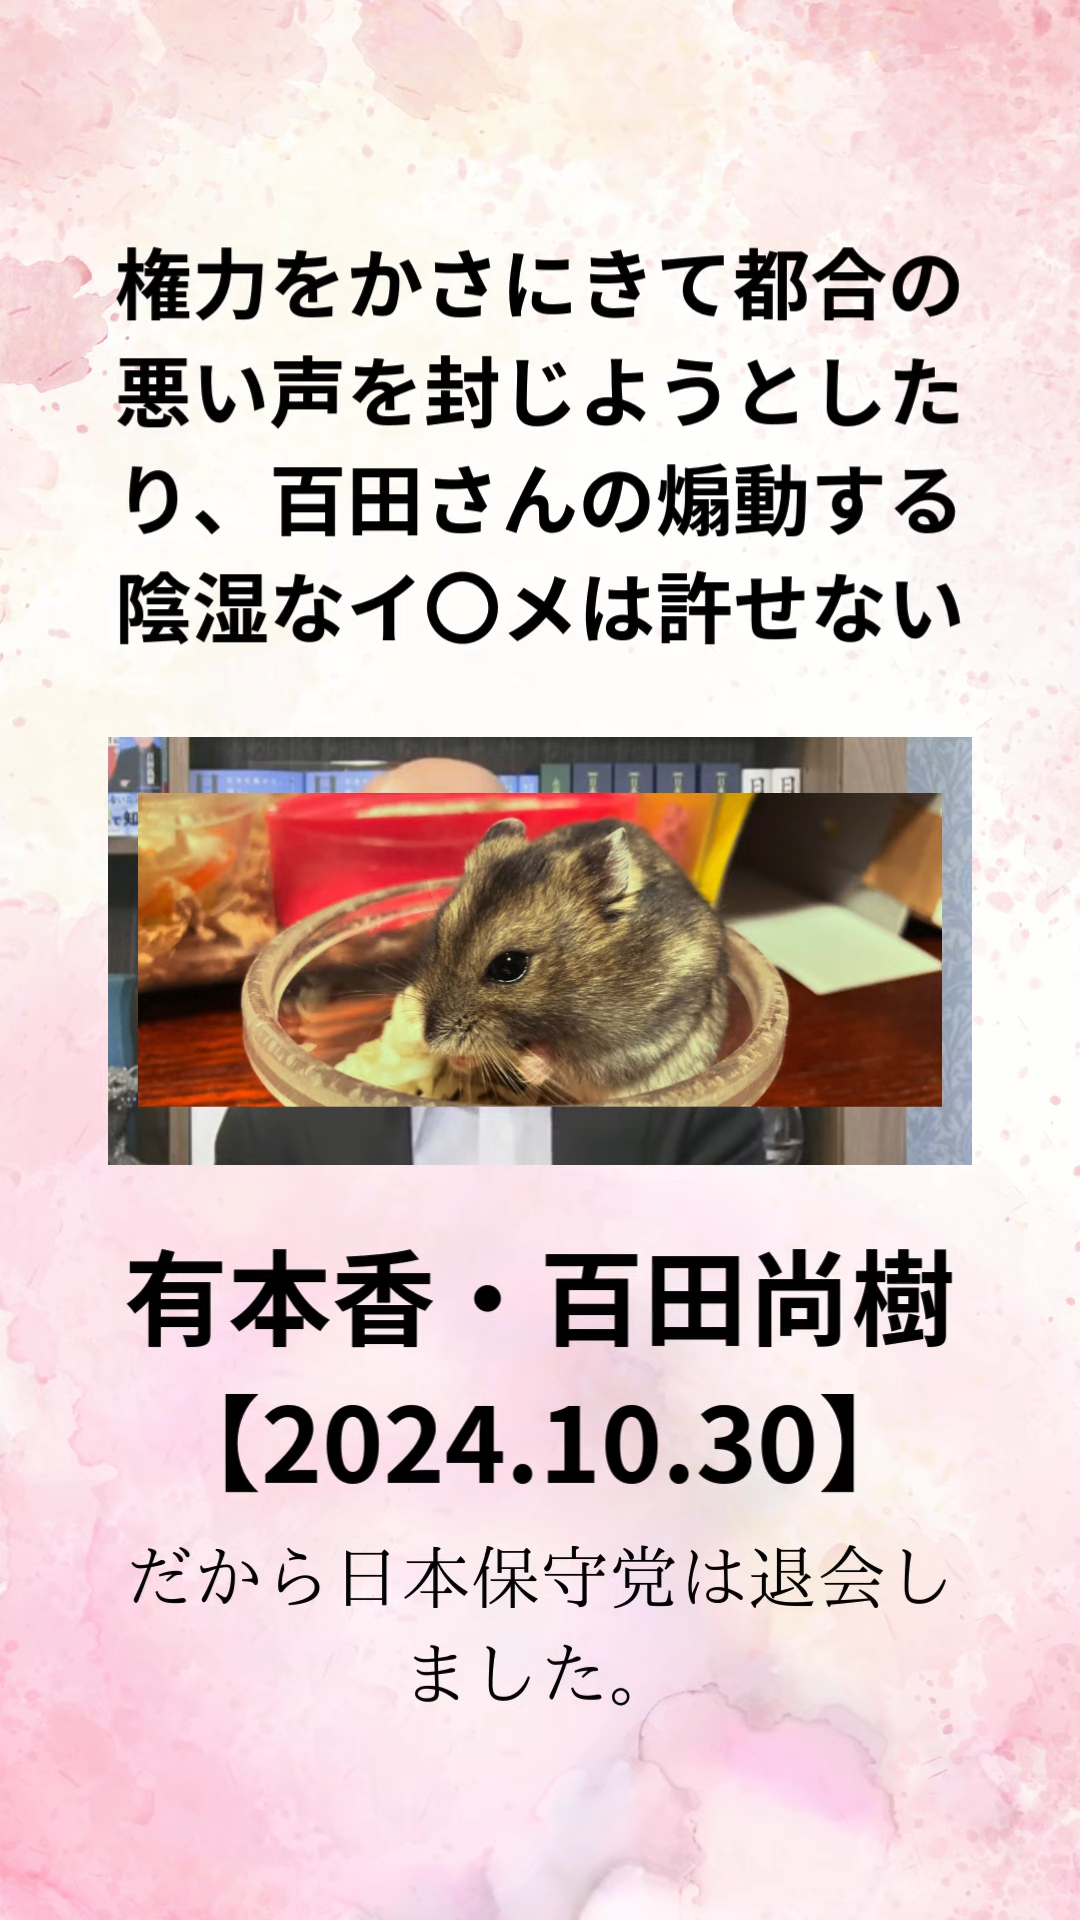 権力をかさにきて都合の
悪い声を封じようとした
り、百田さんの煽動する
陰湿なイ〇メは許せない
有本香・百田尚樹
【2024.10.30】
だから日本保守党は退会し
ました。